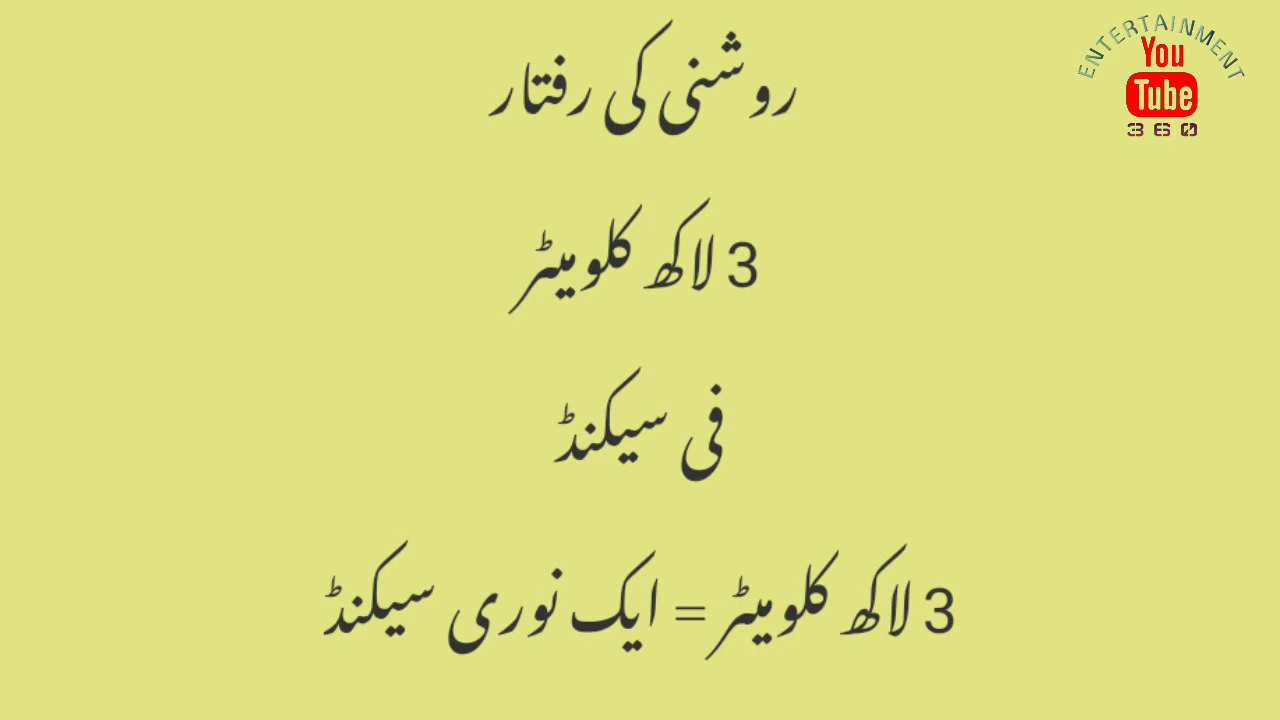 روشنی کی رفتار
3 لاکھ کلومیٹر
فی سیکنڈ
3 لاکھ کلومیٹر = ایک نوری سیکنڈ
ENTERTAINMENT
You
Tube
360